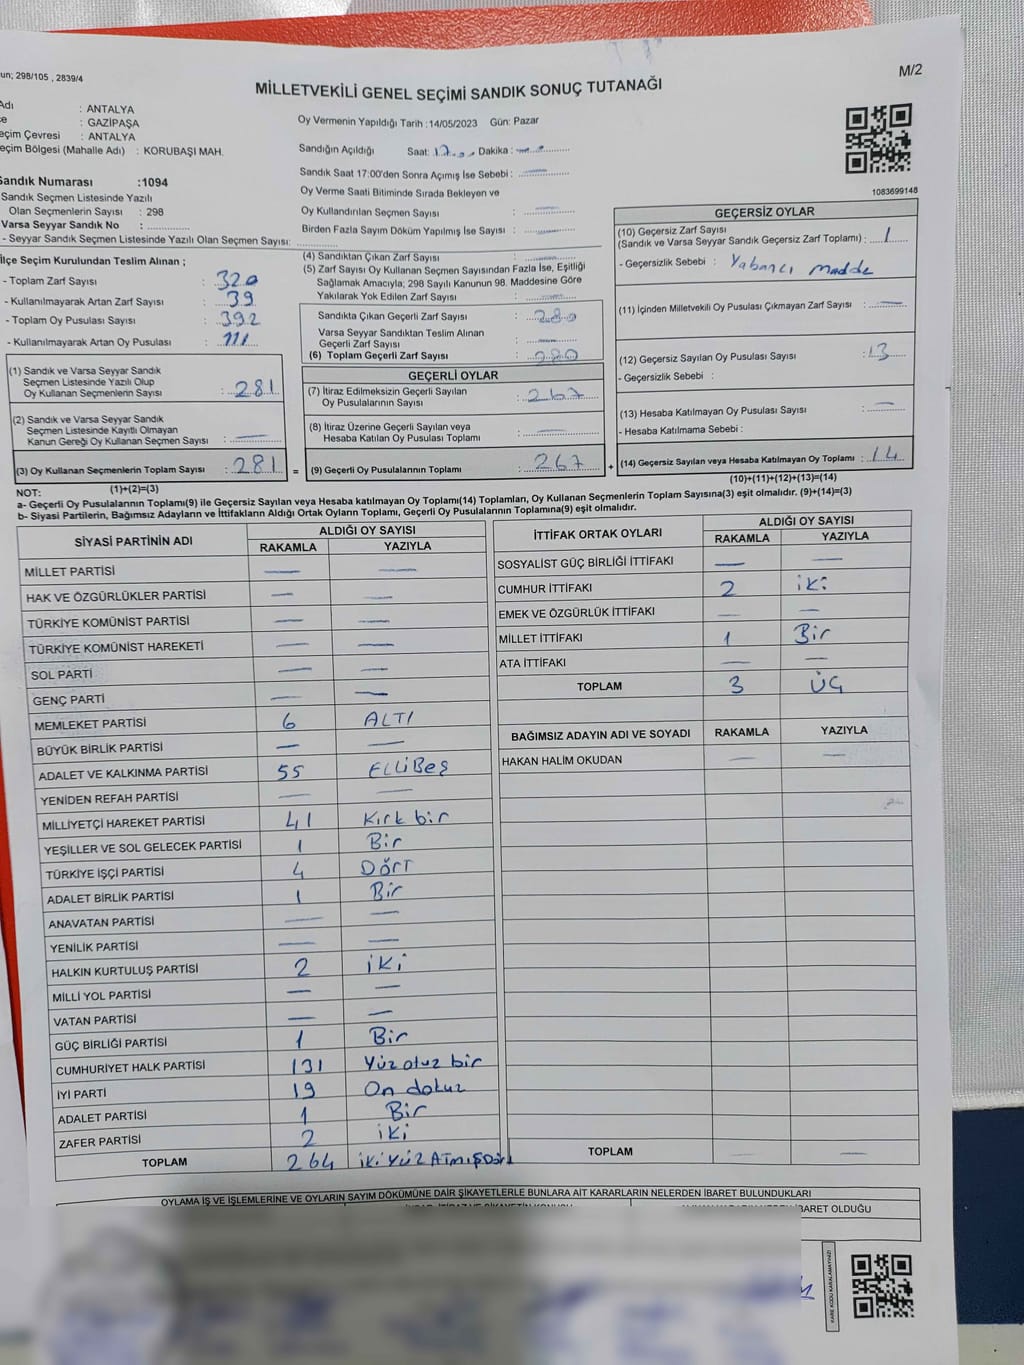 un; 298/105 , 2839/4
M/2
MİLLETVEKİLİ GENEL SEÇİMİ SANDIK SONUÇ TUTANAĞI
Adı : ANTALYA
çe : GAZİPAŞA
eçim Çevresi : ANTALYA
eçim Bölgesi (Mahalle Adı) : KORUBAŞI MAH.
Sandık Numarası :1094
Sandık Seçmen Listesinde Yazılı
Olan Seçmenlerin Sayısı : 298
Varsa Seyyar Sandık No :
- Seyyar Sandık Seçmen Listesinde Yazılı Olan Seçmen Sayısı:
Oy Vermenin Yapıldığı Tarih :14/05/2023 Gün: Pazar
Sandığın Açıldığı Saat: 17 Dakika :
Sandık Saat 17:00'den Sonra Açımış İse Sebebi :
Oy Verme Saati Bitiminde Sırada Bekleyen ve
Oy Kullandırılan Seçmen Sayısı :
Birden Fazla Sayım Döküm Yapılmış İse Sayısı :
1083699148
İlçe Seçim Kurulundan Teslim Alınan ;
- Toplam Zarf Sayısı : 320
- Kullanılmayarak Artan Zarf Sayısı : 39
- Toplam Oy Pusulası Sayısı : 392
- Kullanılmayarak Artan Oy Pusulası : 111
(1) Sandık ve Varsa Seyyar Sandık
Seçmen Listesinde Yazılı Olup
Oy Kullanan Seçmenlerin Sayısı : 281
(2) Sandık ve Varsa Seyyar Sandık
Seçmen Listesinde Kayıtlı Olmayan
Kanun Gereği Oy Kullanan Seçmen Sayısı : —
(3) Oy Kullanan Seçmenlerin Toplam Sayısı : 281 =
(1)+(2)=(3)
(4) Sandıktan Çıkan Zarf Sayısı :
(5) Zarf Sayısı Oy Kullanan Seçmen Sayısından Fazla İse, Eşitliği
Sağlamak Amacıyla; 298 Sayılı Kanunun 98. Maddesine Göre
Yakılarak Yok Edilen Zarf Sayısı :
Sandıkta Çıkan Geçerli Zarf Sayısı : 280
Varsa Seyyar Sandıktan Teslim Alınan
Geçerli Zarf Sayısı :
(6) Toplam Geçerli Zarf Sayısı : 280
GEÇERLİ OYLAR
(7) İtiraz Edilmeksizin Geçerli Sayılan
Oy Pusulalarının Sayısı : 267
(8) İtiraz Üzerine Geçerli Sayılan veya
Hesaba Katılan Oy Pusulası Toplamı : —
(9) Geçerli Oy Pusulalarının Toplamı : 267 +
GEÇERSİZ OYLAR
(10) Geçersiz Zarf Sayısı
(Sandık ve Varsa Seyyar Sandık Geçersiz Zarf Toplamı) : 1
- Geçersizlik Sebebi : Yabancı madde
(11) İçinden Milletvekili Oy Pusulası Çıkmayan Zarf Sayısı : —
(12) Geçersiz Sayılan Oy Pusulası Sayısı : 13
- Geçersizlik Sebebi :
(13) Hesaba Katılmayan Oy Pusulası Sayısı : —
- Hesaba Katılmama Sebebi :
(14) Geçersiz Sayılan veya Hesaba Katılmayan Oy Toplamı : 14
(10)+(11)+(12)+(13)=(14)
NOT:
a- Geçerli Oy Pusulalarının Toplamı(9) ile Geçersiz Sayılan veya Hesaba katılmayan Oy Toplamı(14) Toplamları, Oy Kullanan Seçmenlerin Toplam Sayısına(3) eşit olmalıdır. (9)+(14)=(3)
b- Siyasi Partilerin, Bağımsız Adayların ve İttifakların Aldığı Ortak Oyların Toplamı, Geçerli Oy Pusulalarının Toplamına(9) eşit olmalıdır.
SİYASİ PARTİNİN ADI ALDIĞI OY SAYISI
RAKAMLA YAZIYLA
MİLLET PARTİSİ — —
HAK VE ÖZGÜRLÜKLER PARTİSİ — —
TÜRKİYE KOMÜNİST PARTİSİ — —
TÜRKİYE KOMÜNİST HAREKETİ — —
SOL PARTİ — —
GENÇ PARTİ — —
MEMLEKET PARTİSİ 6 ALTI
BÜYÜK BİRLİK PARTİSİ — —
ADALET VE KALKINMA PARTİSİ 55 ELLİBEŞ
YENİDEN REFAH PARTİSİ — —
MİLLİYETÇİ HAREKET PARTİSİ 41 Kırk bir
YEŞİLLER VE SOL GELECEK PARTİSİ 1 Bir
TÜRKİYE İŞÇİ PARTİSİ 4 DÖRT
ADALET BİRLİK PARTİSİ 1 Bir
ANAVATAN PARTİSİ — —
YENİLİK PARTİSİ — —
HALKIN KURTULUŞ PARTİSİ 2 iki
MİLLİ YOL PARTİSİ — —
VATAN PARTİSİ — —
GÜÇ BİRLİĞİ PARTİSİ 1 Bir
CUMHURİYET HALK PARTİSİ 131 Yüz otuz bir
İYİ PARTİ 19 On dokuz
ADALET PARTİSİ 1 Bir
ZAFER PARTİSİ 2 iki
TOPLAM 264 iKiYÜZATMIŞDört
İTTİFAK ORTAK OYLARI ALDIĞI OY SAYISI
RAKAMLA YAZIYLA
SOSYALİST GÜÇ BİRLİĞİ İTTİFAKI — —
CUMHUR İTTİFAKI 2 iki
EMEK VE ÖZGÜRLÜK İTTİFAKI — —
MİLLET İTTİFAKI 1 Bir
ATA İTTİFAKI — —
TOPLAM 3 ÜÇ
BAĞIMSIZ ADAYIN ADI VE SOYADI RAKAMLA YAZIYLA
HAKAN HALİM OKUDAN — —
TOPLAM — —
OYLAMA İŞ VE İŞLEMLERİNE VE OYLARIN SAYIM DÖKÜMÜNE DAİR ŞİKAYETLERLE BUNLARA AİT KARARLARIN NELERDEN İBARET BULUNDUKLARI
İBARET OLDUĞU